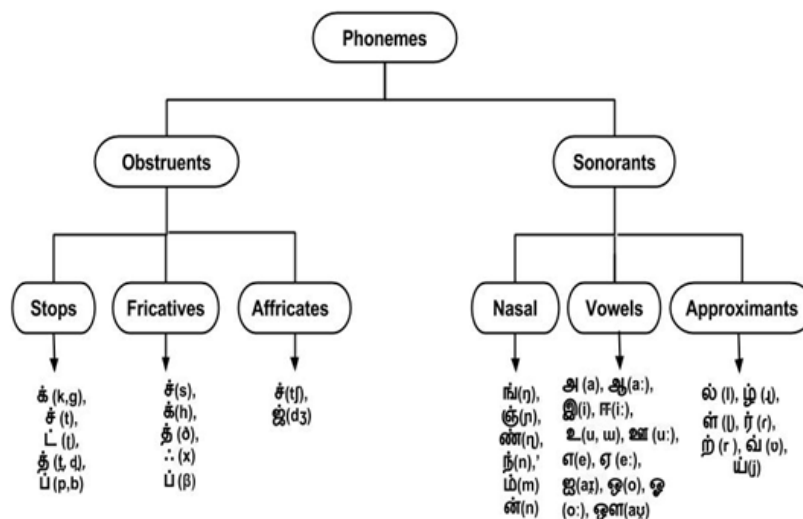 Phonemes
Obstruents
Sonorants
Stops
Fricatives
Affricates
Nasal
Vowels
Approximants
க்(k,g),
ச்(t),
ட்(ʈ),
த்(t̪, d̪),
ப்(p,b)
ச்(s),
க்(h),
த்(ð),
∴(x)
ப்(β)
ச்(tʃ),
ஜ்(dʒ)
ங்(ŋ),
ஞ்(ɲ),
ண்(ɳ),
ந்(n),’
ம்(m)
ன்(n)
அ (a), ஆ(a:),
இ(i), ஈ(i:),
உ(u, ɯ), ஊ (u:),
எ(e), ஏ (e:),
ஐ(aɪ̯), ஒ(o), ஓ
(o:), ஔ(aʊ̯)
ல் (l), ழ் (ɻ),
ள் (ɭ), ர் (ɾ),
ற் (r ), வ் (ʋ),
ய்(j)